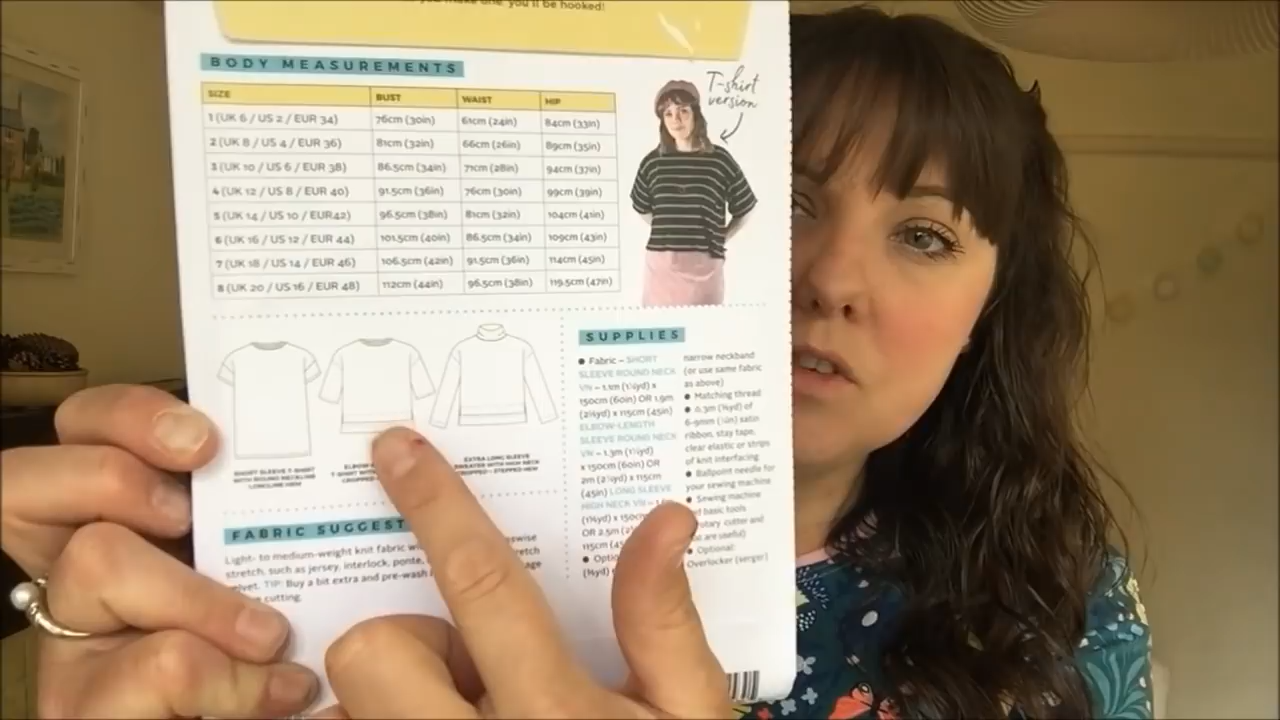 you make one, you'll be hooked!
BODY MEASUREMENTS
T-shirt
version
SIZE BUST WAIST HIP
1 (UK 6 / US 2 / EUR 34) 76cm (30in) 61cm (24in) 84cm (33in)
2 (UK 8 / US 4 / EUR 36) 81cm (32in) 66cm (26in) 89cm (35in)
3 (UK 10 / US 6 / EUR 38) 86.5cm (34in) 71cm (28in) 94cm (37in)
4 (UK 12 / US 8 / EUR 40) 91.5cm (36in) 76cm (30in) 99cm (39in)
5 (UK 14 / US 10 / EUR42) 96.5cm (38in) 81cm (32in) 104cm (41in)
6 (UK 16 / US 12 / EUR 44) 101.5cm (40in) 86.5cm (34in) 109cm (43in)
7 (UK 18 / US 14 / EUR 46) 106.5cm (42in) 91.5cm (36in) 114cm (45in)
8 (UK 20 / US 16 / EUR 48) 112cm (44in) 96.5cm (38in) 119.5cm (47in)
SHORT SLEEVE T-SHIRT
WITH ROUND NECKLINE
LONGLINE HEM
EXTRA LONG SLEEVE
SWEATER WITH HIGH NECK
CROPPED - STEPPED HEM
FABRIC SUGGEST
Light- to medium-weight knit fabric
stretch, such as jersey, interlock, ponte,
velvet. TIP: Buy a bit extra and pre-wash
cutting.
SUPPLIES
● Fabric – SHORT
SLEEVE ROUND NECK
150cm (60in) OR 1.9m
x 115cm (45in)
ELBOW-LENGTH
SLEEVE ROUND NECK
x 150cm (60in) OR
x 115cm
(45in) LONG SLEEVE
HIGH NECK
OR 2.5m
narrow neckband
(or use same fabric
as above)
● Matching thread
6-9mm satin
ribbon, stay tape,
clear elastic or strips
of knit interfacing
● Ballpoint needle for
your sewing machine
● Sewing machine
basic tools
cutter and
are useful)
● Optional:
Overlocker (serger)